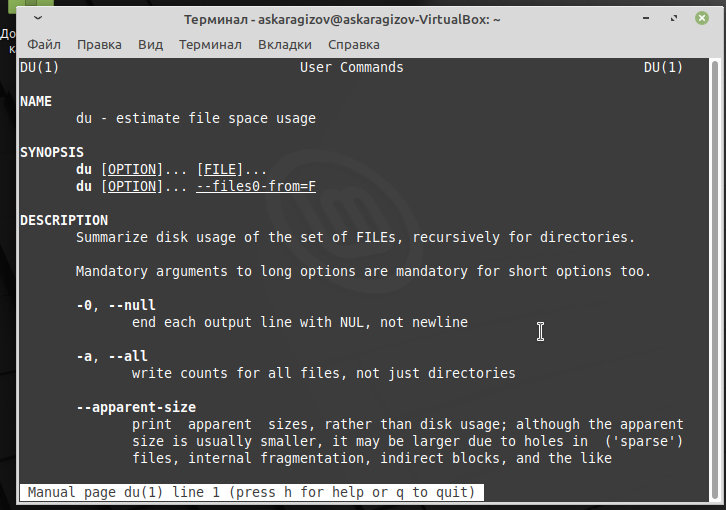 Терминал - askaragizov@askaragizov-VirtualBox: ~
Файл Правка Вид Терминал Вкладки Справка
DU(1) User Commands DU(1)
NAME
du - estimate file space usage
SYNOPSIS
du [OPTION]... [FILE]...
du [OPTION]... --files0-from=F
DESCRIPTION
Summarize disk usage of the set of FILEs, recursively for directories.
Mandatory arguments to long options are mandatory for short options too.
-0, --null
end each output line with NUL, not newline
-a, --all
write counts for all files, not just directories
--apparent-size
print apparent sizes, rather than disk usage; although the apparent
size is usually smaller, it may be larger due to holes in ('sparse')
files, internal fragmentation, indirect blocks, and the like
Manual page du(1) line 1 (press h for help or q to quit)